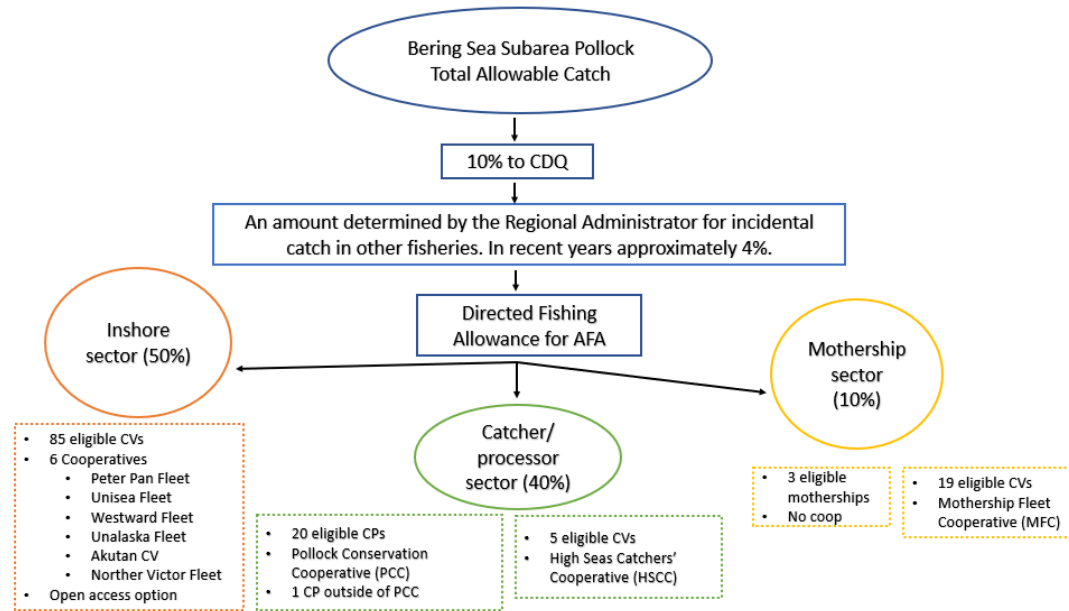 Bering Sea Subarea Pollock
Total Allowable Catch
10% to CDQ
An amount determined by the Regional Administrator for incidental
catch in other fisheries. In recent years approximately 4%.
Directed Fishing
Allowance for AFA
Inshore
sector (50%)
Mothership
sector
(10%)
Catcher/
processor
sector (40%)
• 85 eligible CVs
• 6 Cooperatives
• Peter Pan Fleet
• Unisea Fleet
• Westward Fleet
• Unalaska Fleet
• Akutan CV
• Norther Victor Fleet
• Open access option
• 20 eligible CPs
• Pollock Conservation
Cooperative (PCC)
• 1 CP outside of PCC
• 5 eligible CVs
• High Seas Catchers’
Cooperative (HSCC)
• 3 eligible
motherships
• No coop
• 19 eligible CVs
• Mothership Fleet
Cooperative (MFC)